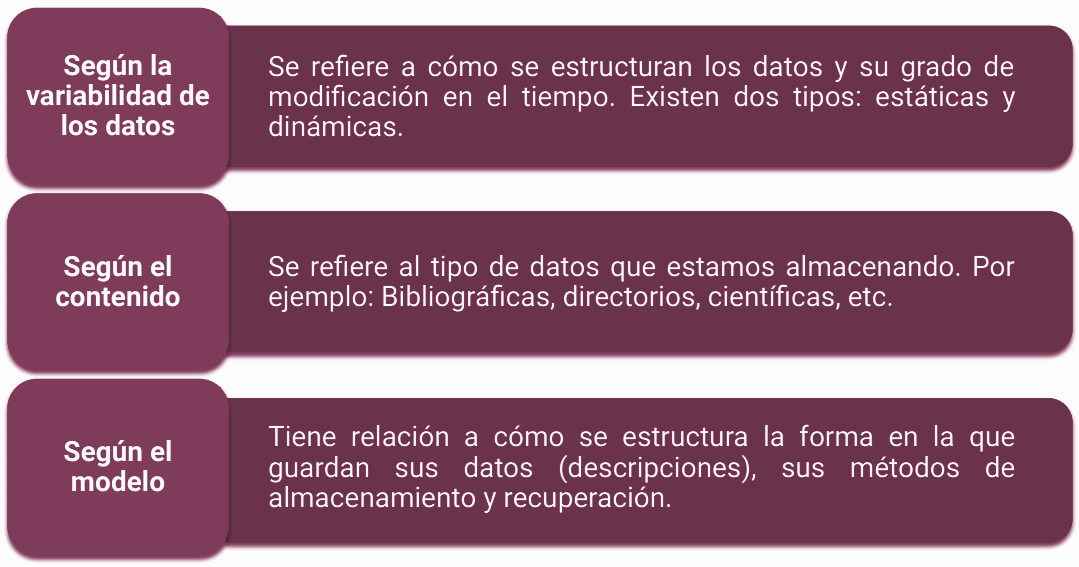 Según la
variabilidad de
los datos
Se refiere a cómo se estructuran los datos y su grado de
modificación en el tiempo. Existen dos tipos: estáticas y
dinámicas.
Según el
contenido
Se refiere al tipo de datos que estamos almacenando. Por
ejemplo: Bibliográficas, directorios, científicas, etc.
Según el
modelo
Tiene relación a cómo se estructura la forma en la que
guardan sus datos (descripciones), sus métodos de
almacenamiento y recuperación.